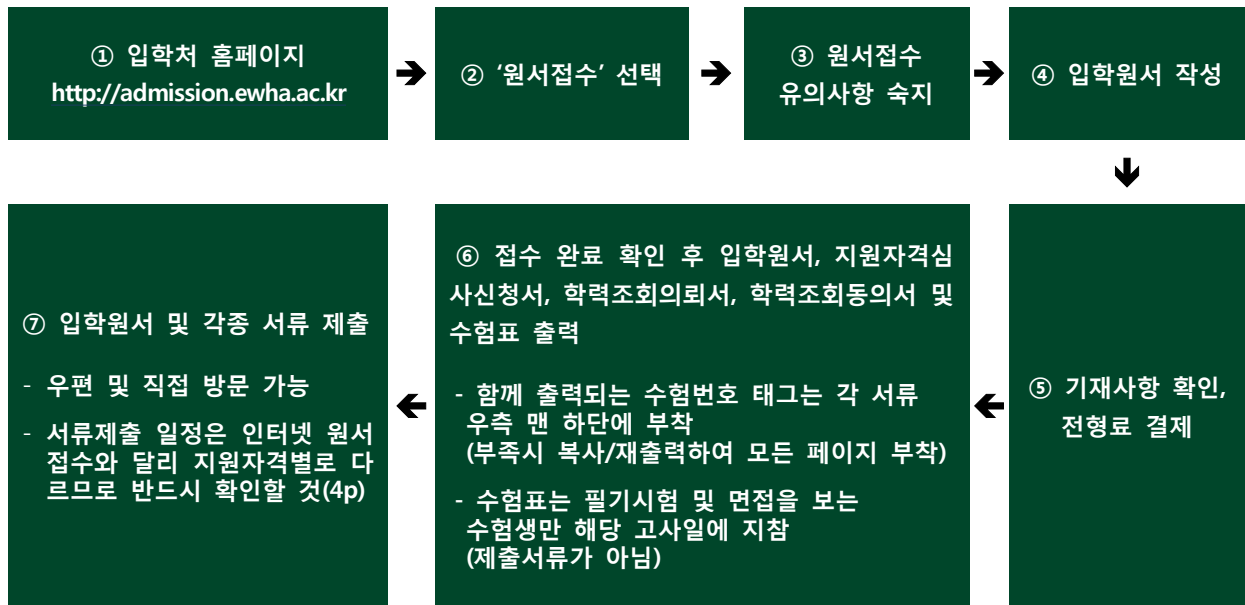 ① 입학처 홈페이지
http://admission.ewha.ac.kr
② ‘원서접수’ 선택
③ 원서접수
유의사항 숙지
④ 입학원서 작성
⑤ 기재사항 확인,
전형료 결제
⑥ 접수 완료 확인 후 입학원서, 지원자격심
사신청서, 학력조회의뢰서, 학력조회동의서 및
수험표 출력
- 함께 출력되는 수험번호 태그는 각 서류
우측 맨 하단에 부착
(부족시 복사/재출력하여 모든 페이지 부착)
- 수험표는 필기시험 및 면접을 보는
수험생만 해당 고사일에 지참
(제출서류가 아님)
⑦ 입학원서 및 각종 서류 제출
- 우편 및 직접 방문 가능
- 서류제출 일정은 인터넷 원서
접수와 달리 지원자격별로 다
르므로 반드시 확인할 것(4p)